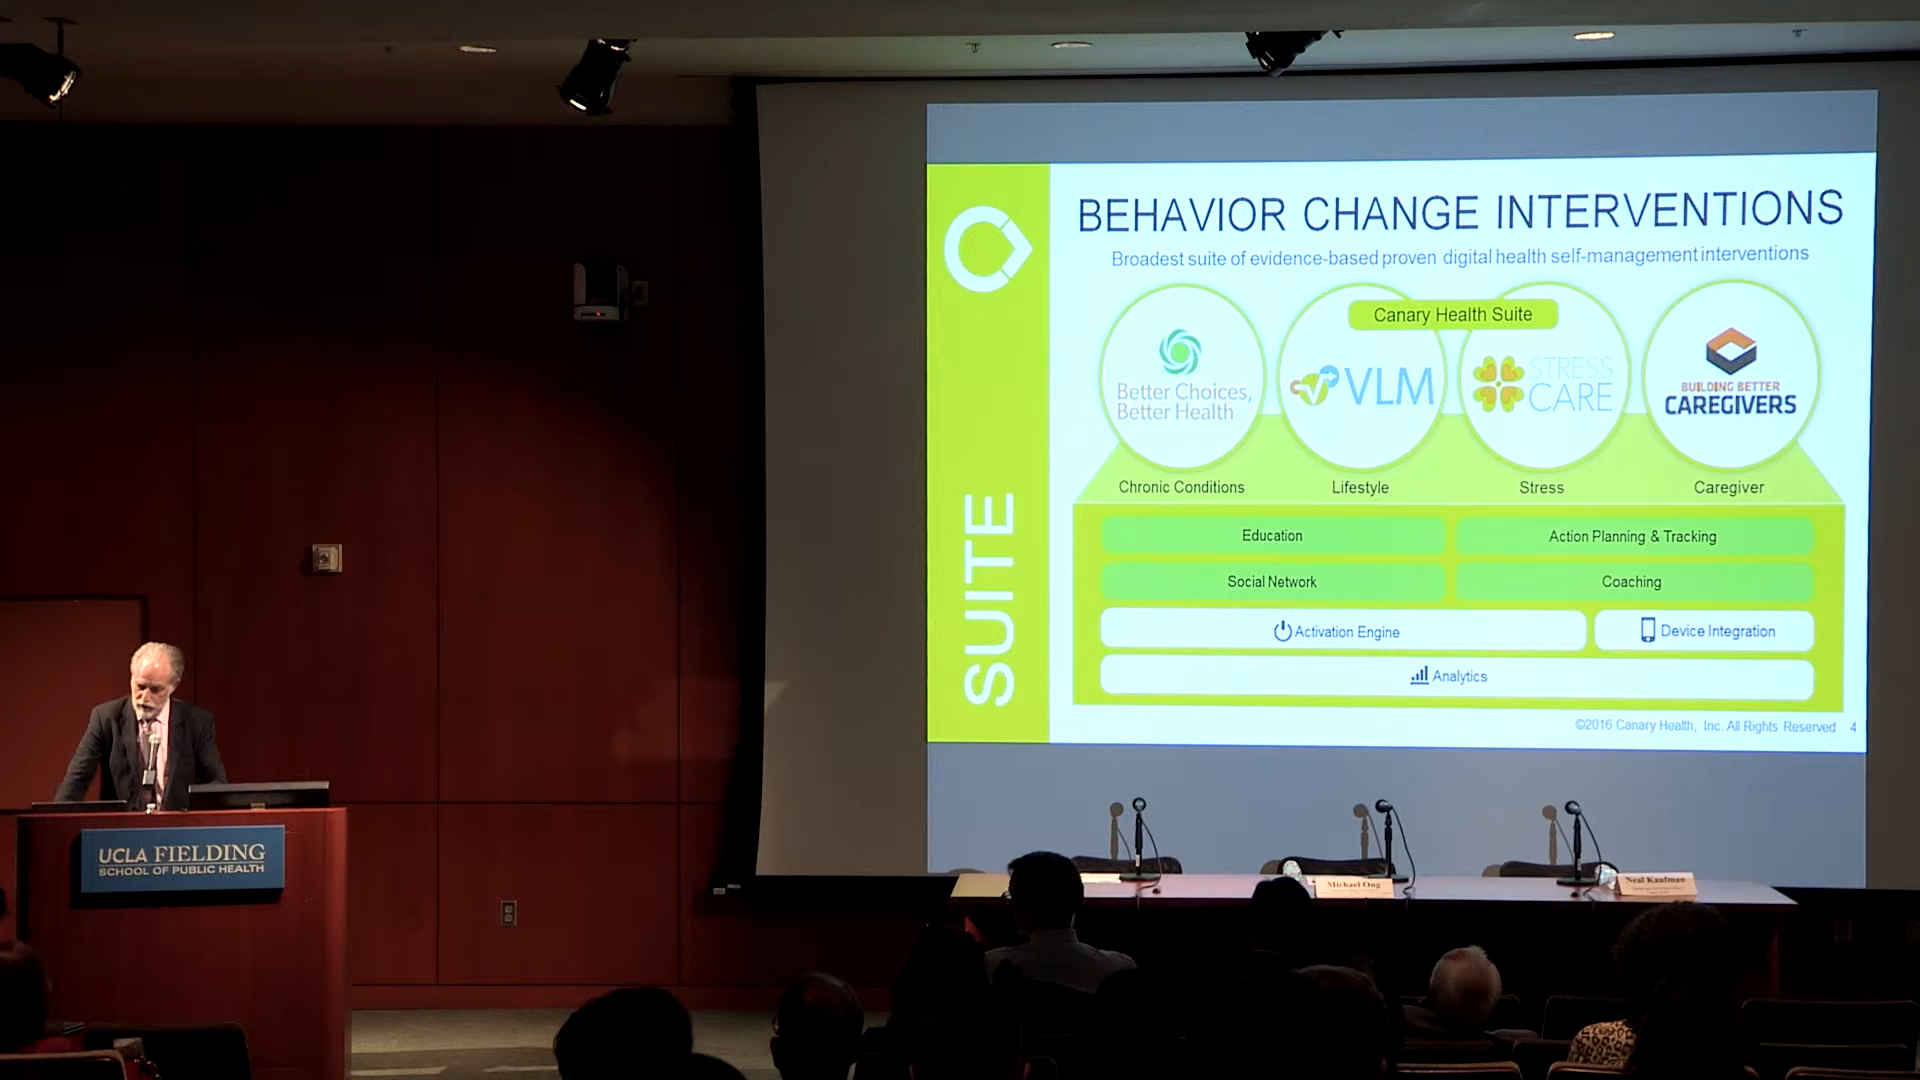 BEHAVIOR CHANGE INTERVENTIONS
Broadest suite of evidence-based proven digital health self-management interventions
Canary Health Suite
Better Choices,
Better Health
VLM
STRESS
CARE
BUILDING BETTER
CAREGIVERS
Chronic Conditions
Lifestyle
Stress
Caregiver
SUITE
Education
Action Planning & Tracking
Social Network
Coaching
Activation Engine
Device Integration
Analytics
©2016 Canary Health, Inc. All Rights Reserved 4
UCLA FIELDING
SCHOOL OF PUBLIC HEALTH
Michael Ong
Neal Kaufman